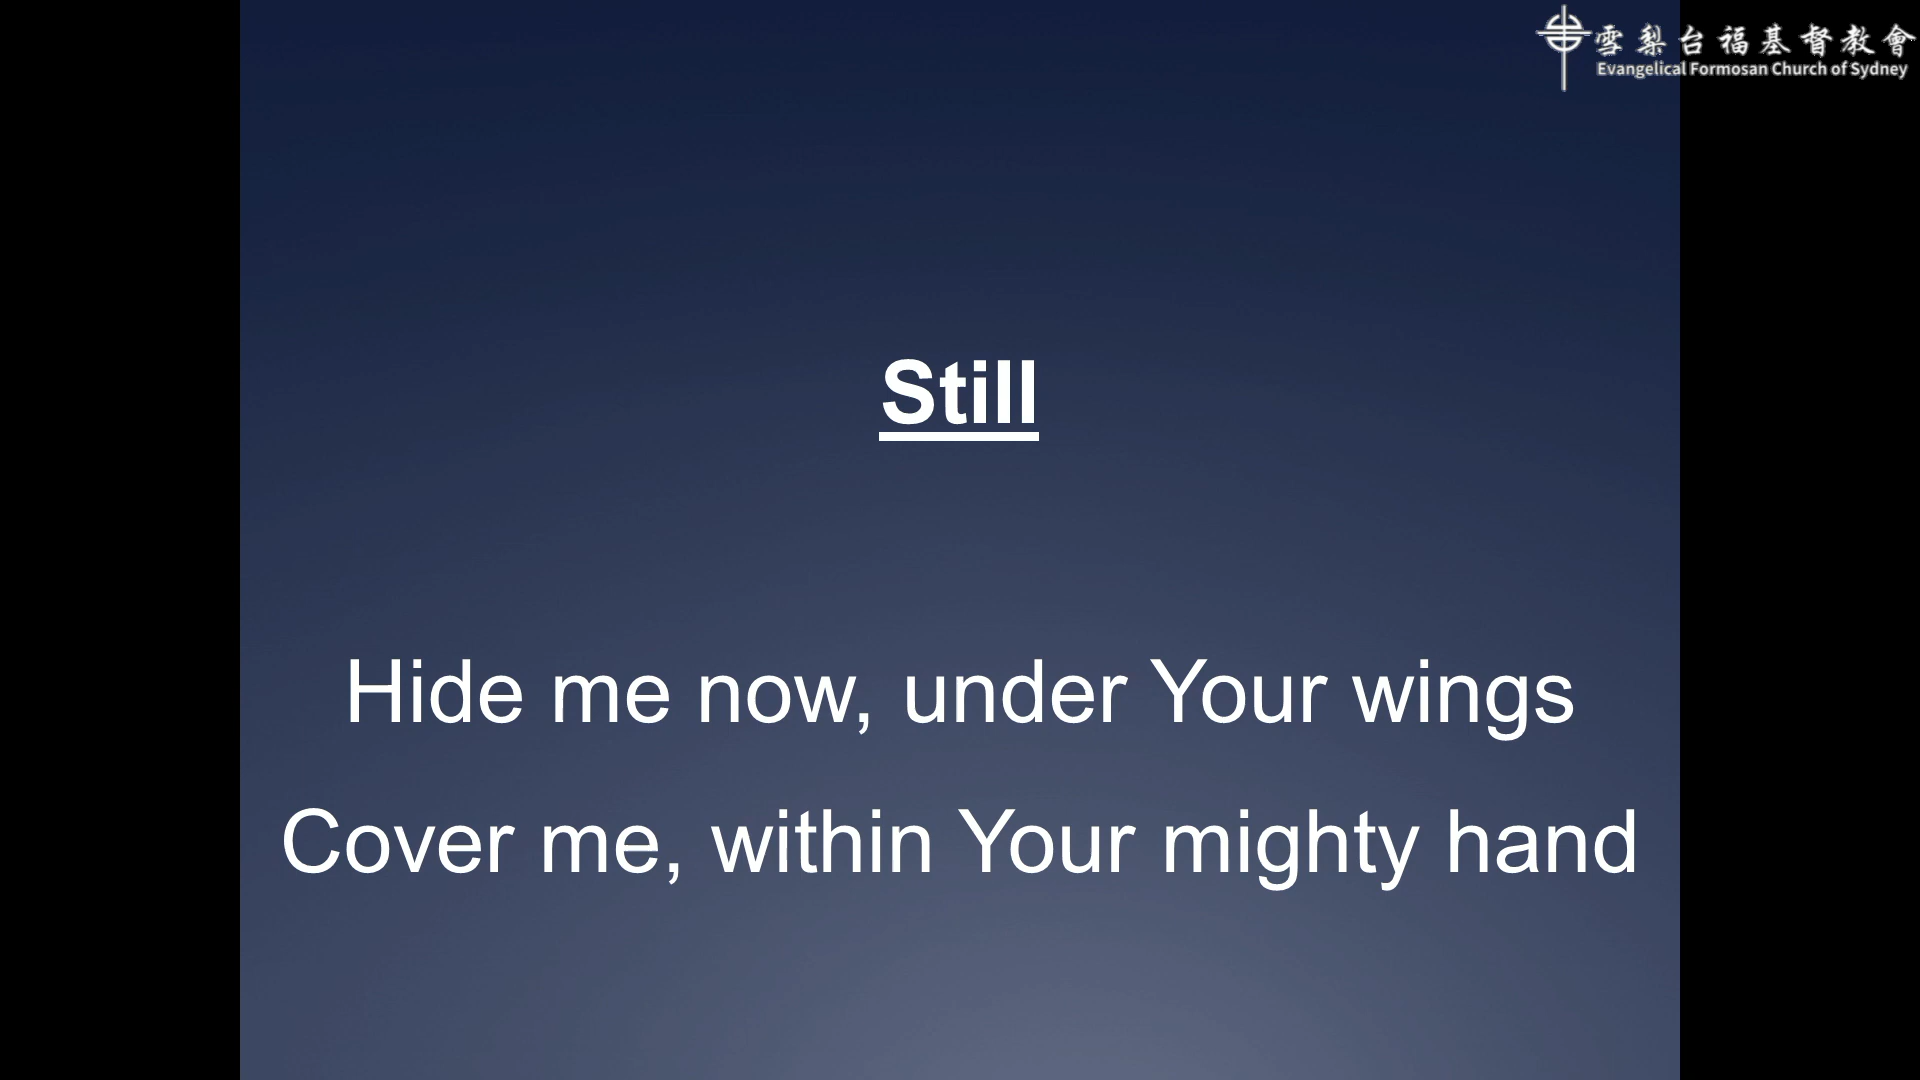 雪梨台福基督教會
Evangelical Formosan Church of Sydney
Still
Hide me now, under Your wings
Cover me, within Your mighty hand